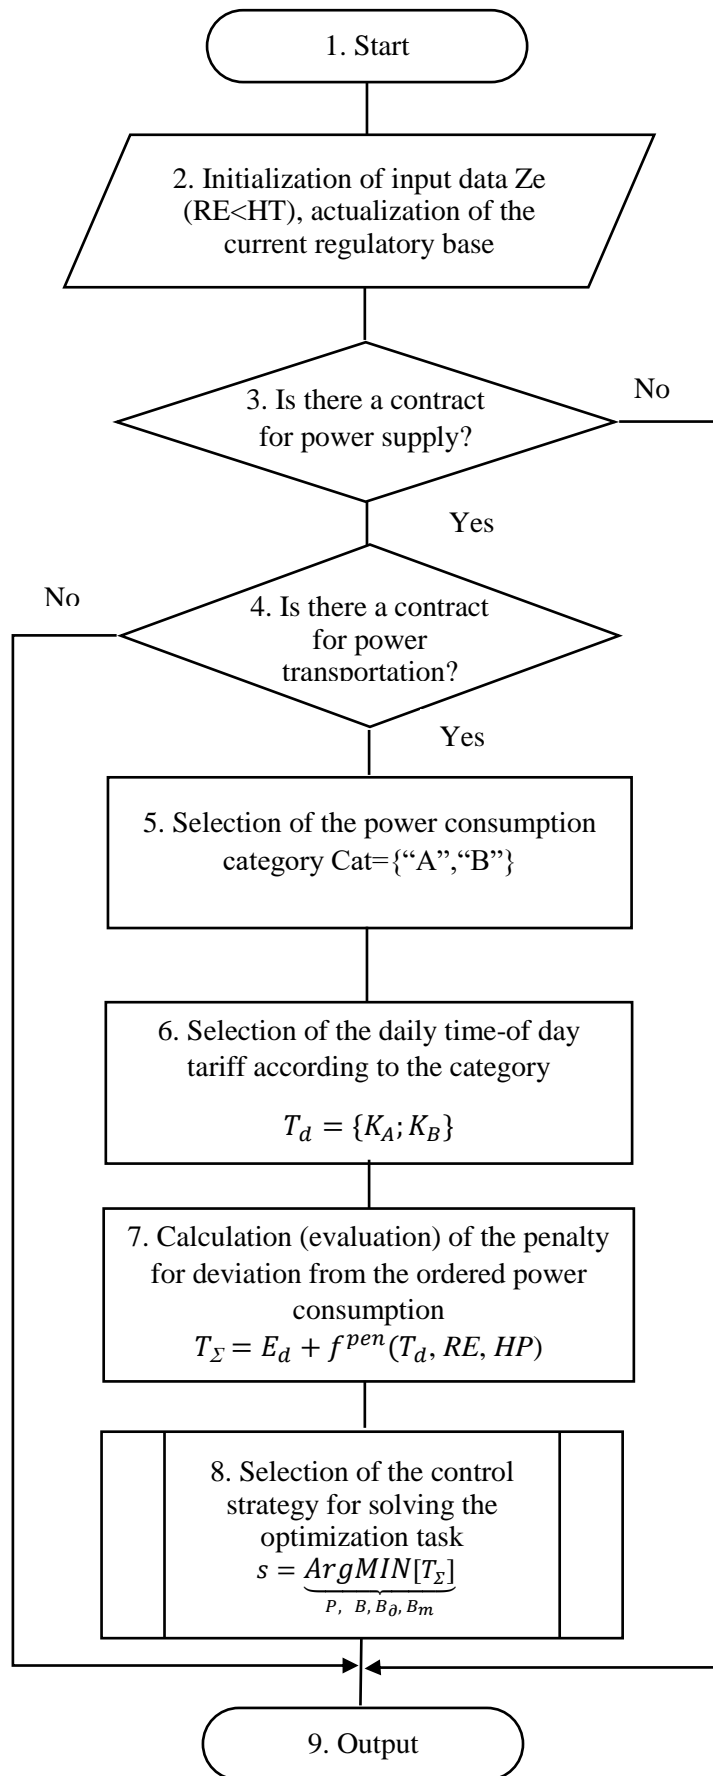 1. Start
2. Initialization of input data Ze
(RE<HT), actualization of the
current regulatory base
3. Is there a contract
for power supply?
No
Yes
No
4. Is there a contract
for power
transportation?
Yes
5. Selection of the power consumption
category Cat={“A”,“B”}
6. Selection of the daily time-of day
tariff according to the category
T_d = {K_A; K_B}
7. Calculation (evaluation) of the penalty
for deviation from the ordered power
consumption
T_Σ = E_d + f^{pen}(T_d, RE, HP)
8. Selection of the control
strategy for solving the
optimization task
s = ArgMIN[T_Σ]
P, B, B_∂, B_m
9. Output